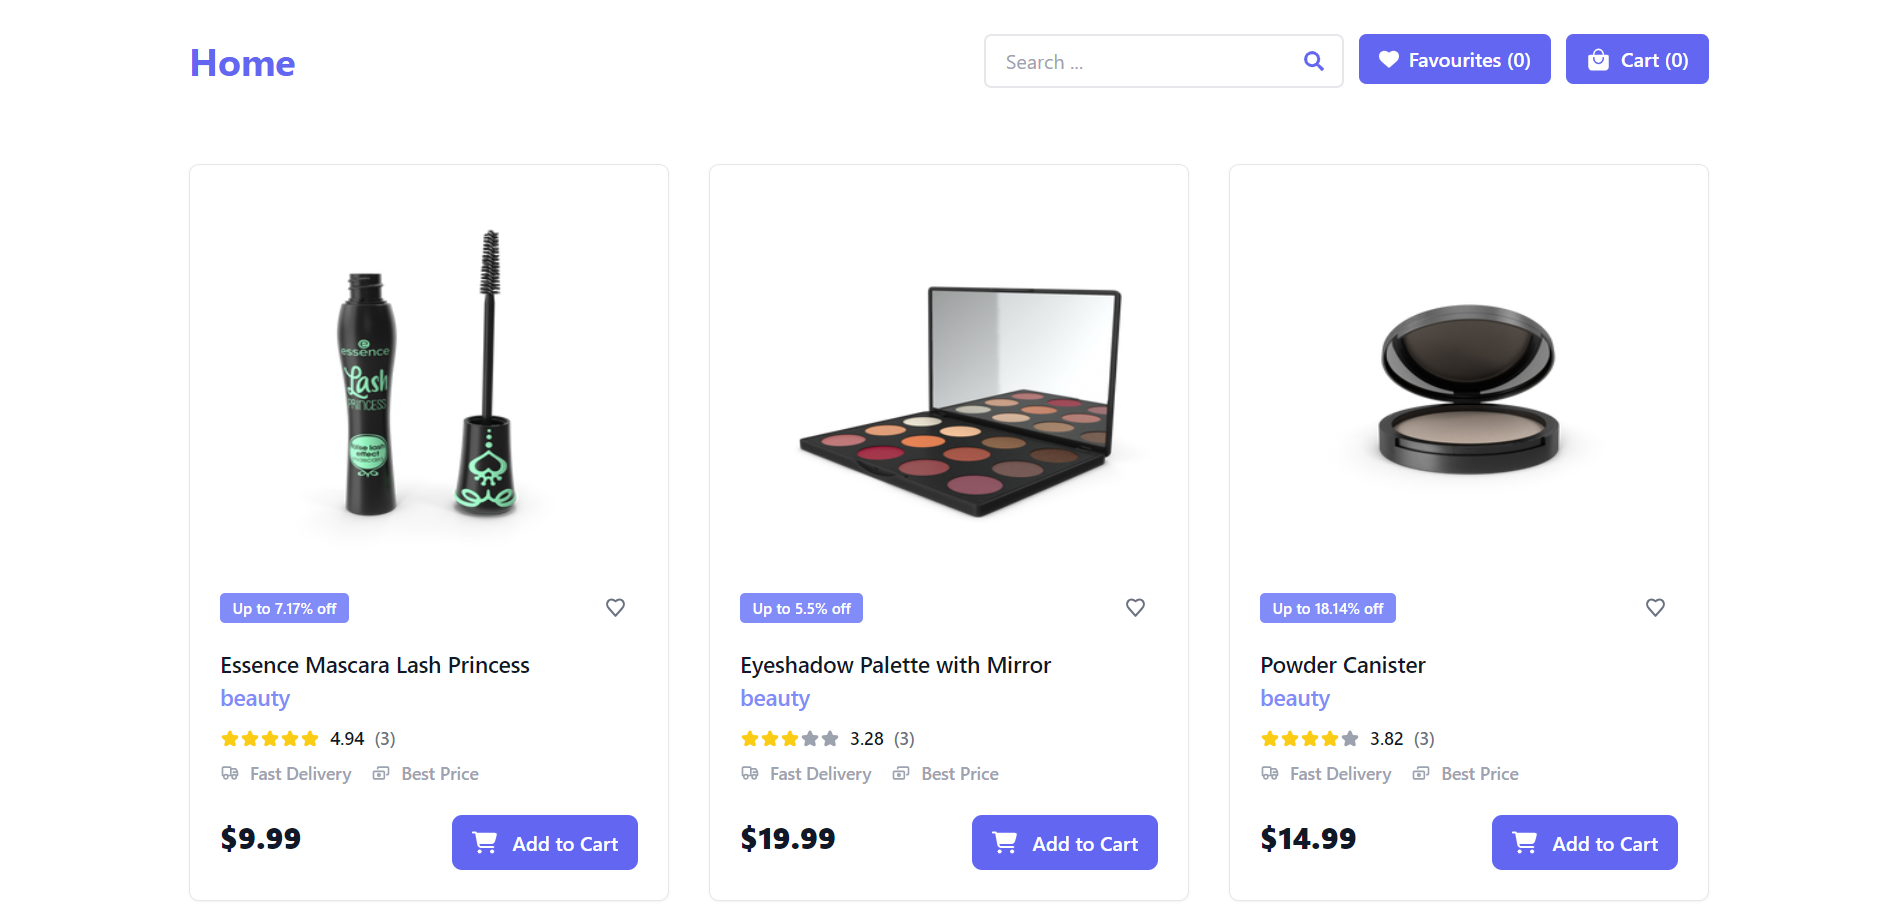 Home
Search ...
Favourites (0)
Cart (0)
essence
Lash
PRINCESS
false lash
effect
Up to 7.17% off
Up to 5.5% off
Up to 18.14% off
Essence Mascara Lash Princess
beauty
4.94 (3)
Fast Delivery Best Price
$9.99
Add to Cart
Eyeshadow Palette with Mirror
beauty
3.28 (3)
Fast Delivery Best Price
$19.99
Add to Cart
Powder Canister
beauty
3.82 (3)
Fast Delivery Best Price
$14.99
Add to Cart